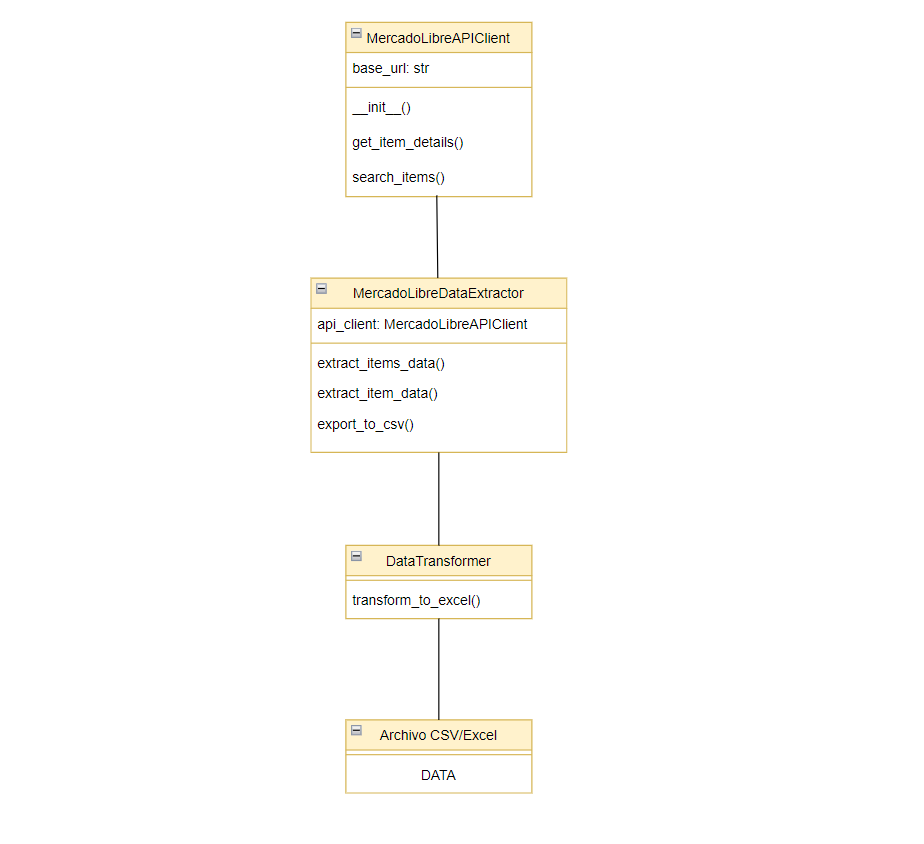 MercadoLibreAPIClient
base_url: str
__init__()
get_item_details()
search_items()
MercadoLibreDataExtractor
api_client: MercadoLibreAPIClient
extract_items_data()
extract_item_data()
export_to_csv()
DataTransformer
transform_to_excel()
Archivo CSV/Excel
DATA